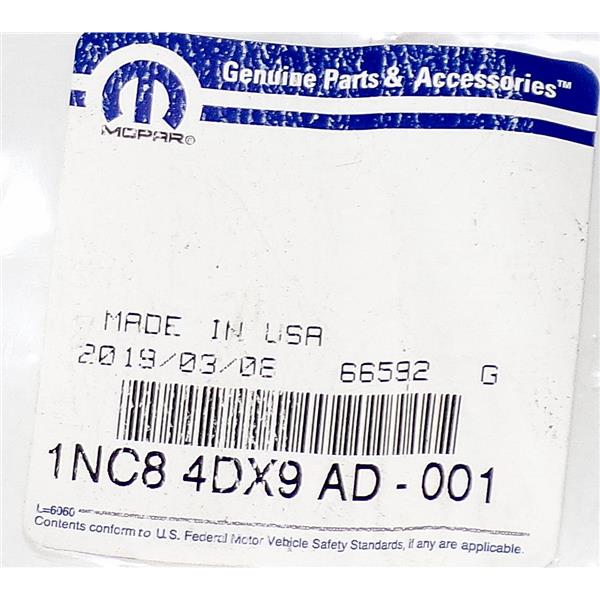 Genuine Parts & Accessories™
MOPAR®
MADE IN USA
2019/03/06 66592 G
1NC8 4DX9 AD - 001
L=6060
Contents conform to U.S. Federal Motor Vehicle Safety Standards, if any are applicable.